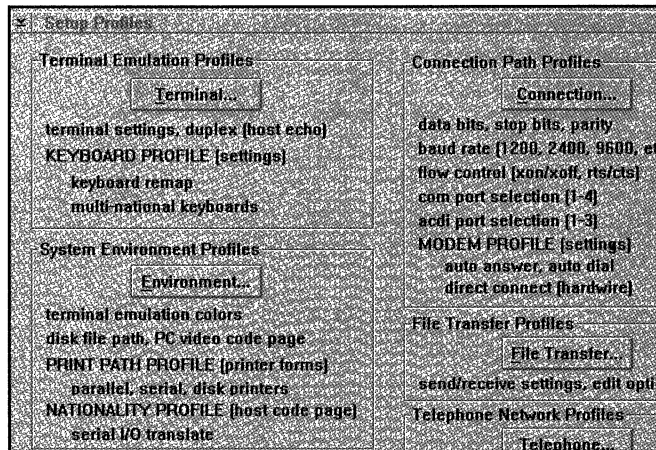 Setup Profiles
Terminal Emulation Profiles
Terminal...
terminal settings, duplex (host echo)
KEYBOARD PROFILE (settings)
keyboard remap
multi-national keyboards
System Environment Profiles
Environment...
terminal emulation colors
disk file path, PC video code page
PRINT PATH PROFILE (printer forms)
parallel, serial, disk printers
NATIONALITY PROFILE (host code page)
serial I/O translate
Connection Path Profiles
Connection...
data bits, stop bits, parity
baud rate (1200, 2400, 9600, et
flow control (xon/xoff, rts/cts)
com port selection (1-4)
acdi port selection (1-3)
MODEM PROFILE (settings)
auto answer, auto dial
direct connect (hardwire)
File Transfer Profiles
File Transfer...
send/receive settings, edit opti
Telephone Network Profiles
Telephone...